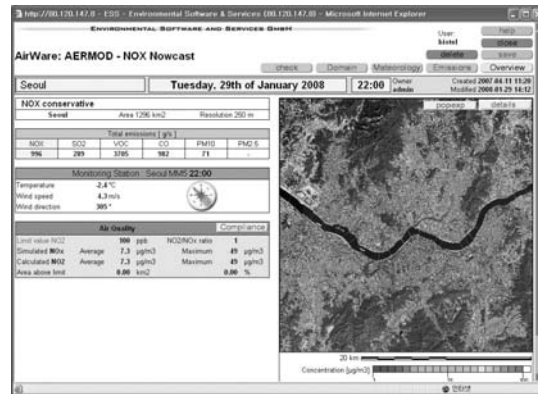 http://80.120.147.8 - ESS - Environmental Software & Services (80.120.147.8) - Microsoft Internet Explorer
ENVIRONMENTAL SOFTWARE AND SERVICES GMBH
User:
help
close
AirWare: AERMOD - NOX Nowcast
delete
save
check
Domain
Meteorology
Emissions
Overview
Seoul
Tuesday, 29th of January 2008
22:00
Owner
admin
Created 2007-04-11 11:20
Modified 2008-01-29 14:12
NOX conservative
popexp
details
Seoul Area 1296 km2 Resolution 250 m
Total emissions [ g/s ]
NOX SO2 VOC CO PM10 PM2.5
996 289 3785 982 71 -
Monitoring Station : Seoul MM5 22:00
Temperature -2.4 °C
Wind speed 4.3 m/s
Wind direction 305 °
Air Quality Compliance
Limit value NO2 100 ppb NO2/NOx ratio 1
Simulated NOx Average 7.3 µg/m3 Maximum 49 µg/m3
Calculated NO2 Average 7.3 µg/m3 Maximum 49 µg/m3
Area above limit 0.00 km2 0.00 %
20 km
Concentration [µg/m3]